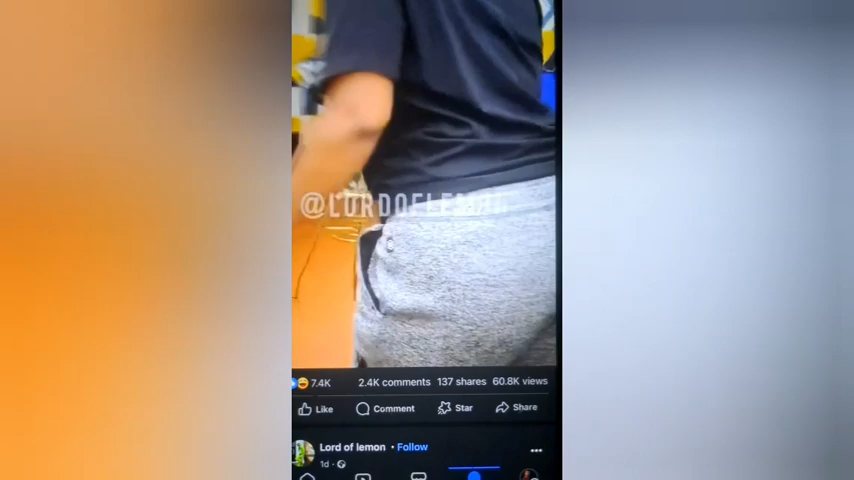 @LORDOFLEMON
7.4K 2.4K comments 137 shares 60.8K views
Like Comment Star Share
Lord of lemon • Follow
1d •